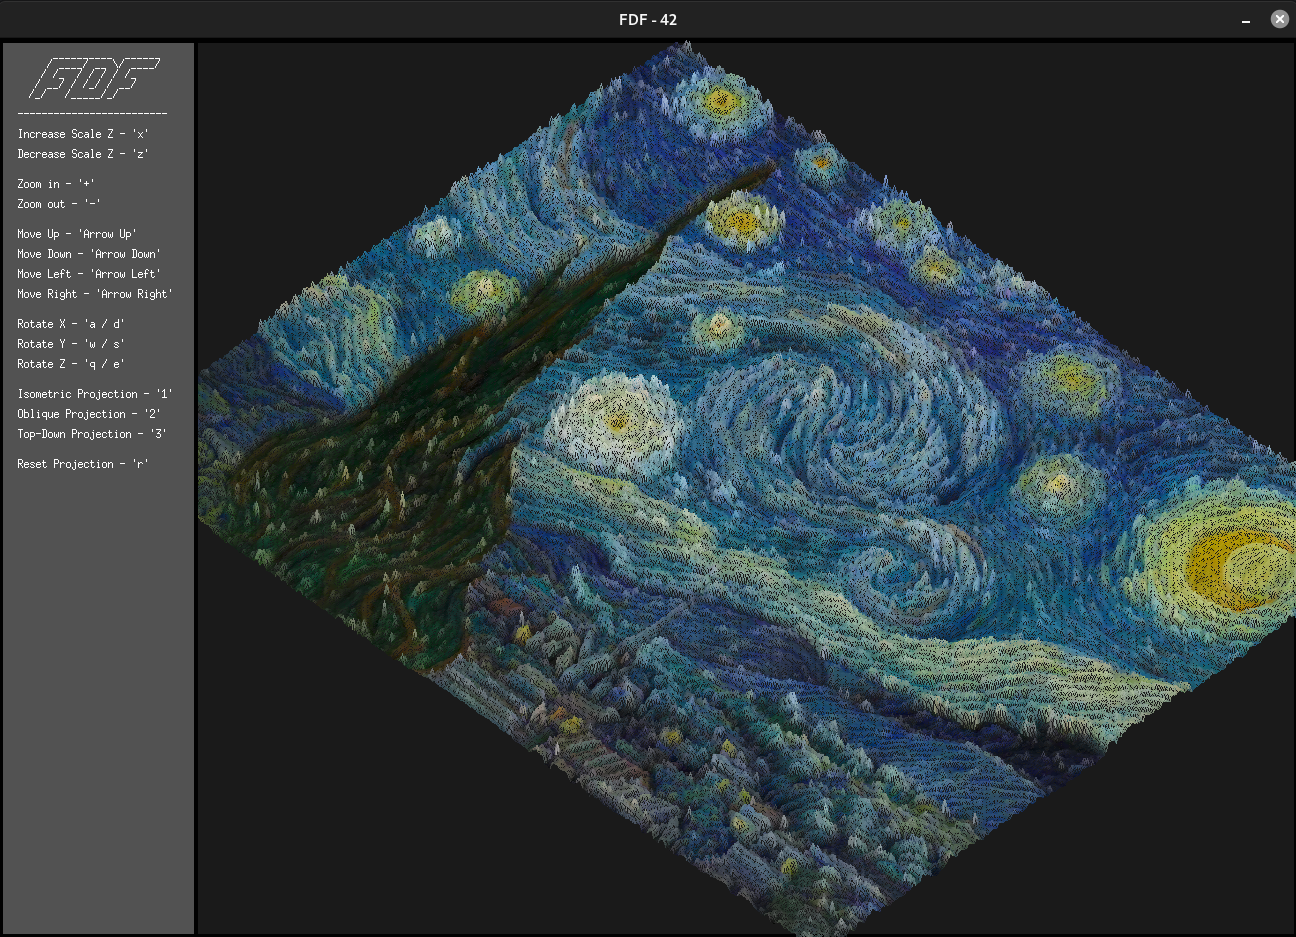 FDF - 42
FDF
--------------------------
Increase Scale Z - 'x'
Decrease Scale Z - 'z'
Zoom in - '+'
Zoom out - '-'
Move Up - 'Arrow Up'
Move Down - 'Arrow Down'
Move Left - 'Arrow Left'
Move Right - 'Arrow Right'
Rotate X - 'a / d'
Rotate Y - 'w / s'
Rotate Z - 'q / e'
Isometric Projection - '1'
Oblique Projection - '2'
Top-Down Projection - '3'
Reset Projection - 'r'